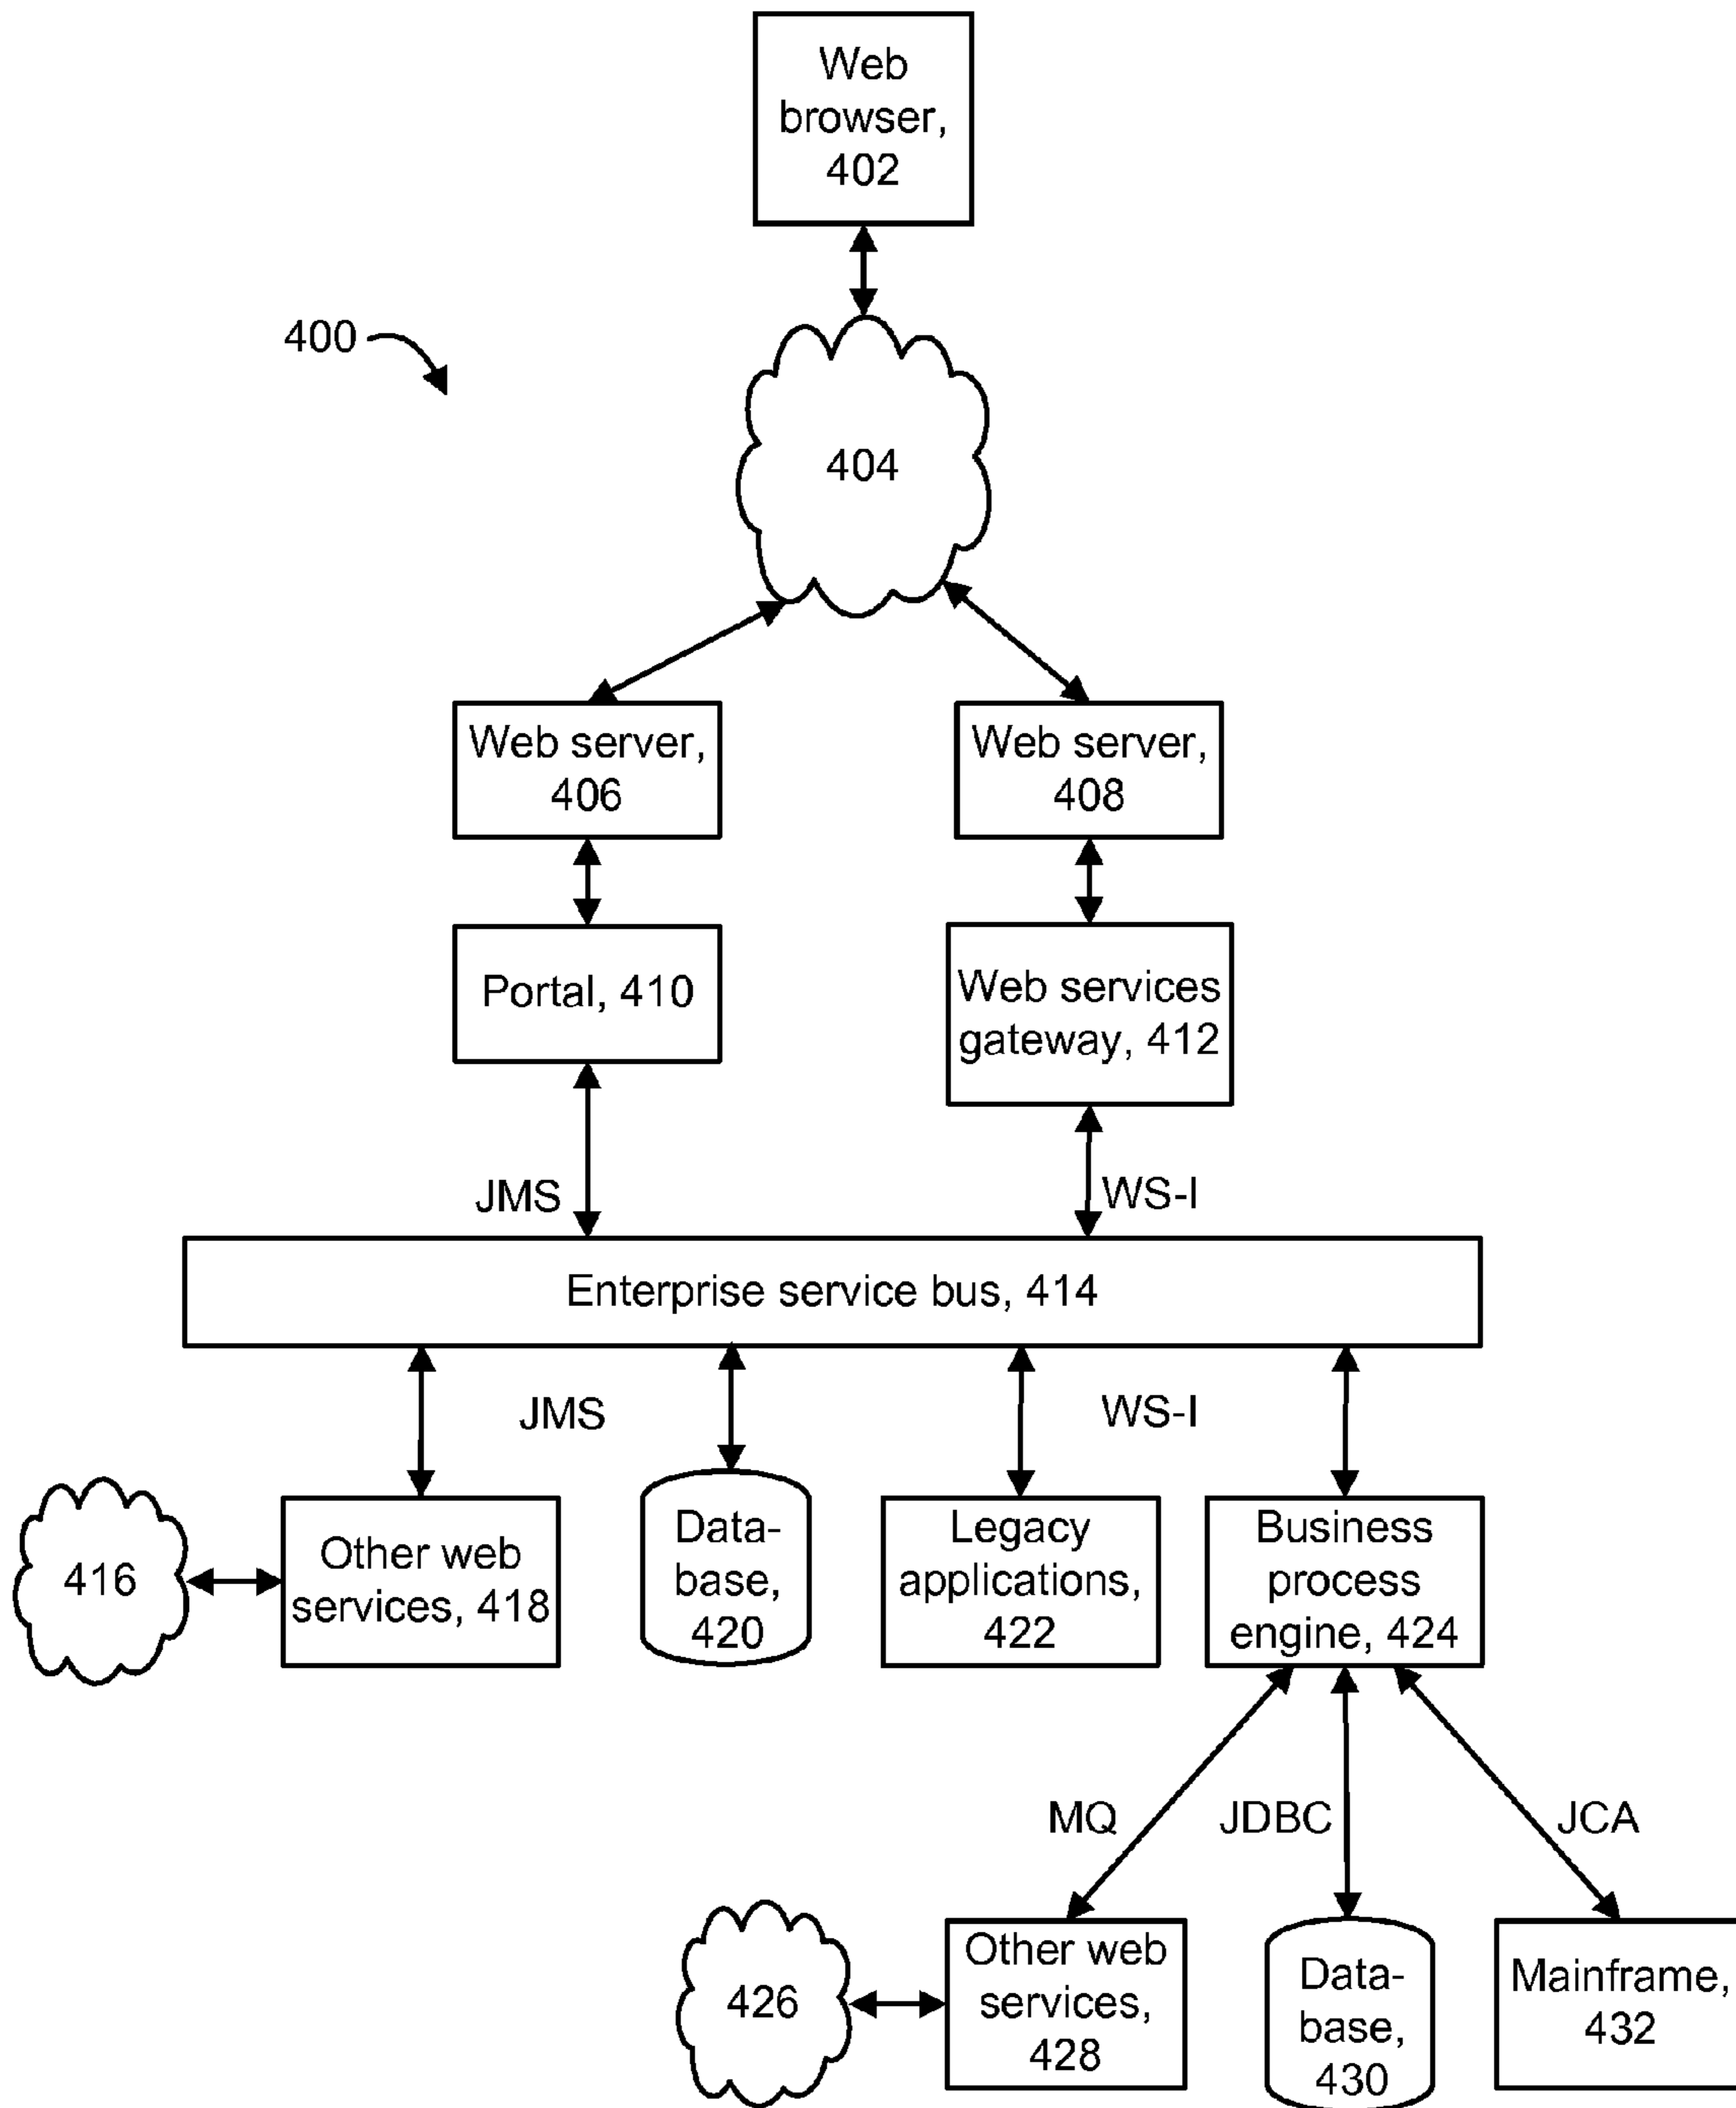 Web
browser,
402
400
404
Web server,
406
Web server,
408
Portal, 410
Web services
gateway, 412
JMS
WS-I
Enterprise service bus, 414
JMS
WS-I
416
Other web
services, 418
Data-
base,
420
Legacy
applications,
422
Business
process
engine, 424
MQ
JDBC
JCA
426
Other web
services,
428
Data-
base,
430
Mainframe,
432